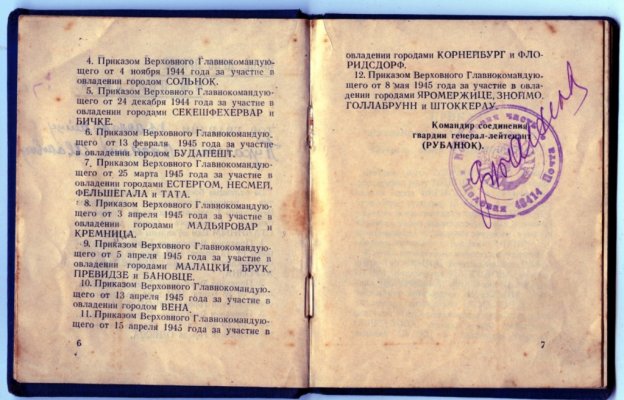 4. Приказом Верховного Главнокомандую-
щего от 4 ноября 1944 года за участие в
овладении городом СОЛЬНОК.
5. Приказом Верховного Главнокомандую-
щего от 24 декабря 1944 года за участие в
овладении городами СЕКЕШФЕХЕРВАР и
БИЧКЕ.
6. Приказом Верховного Главнокомандую-
щего от 13 февраля 1945 года за участие в
овладении городом БУДАПЕШТ.
7. Приказом Верховного Главнокомандую-
щего от 25 марта 1945 года за участие в
овладении городами ЕСТЕРГОМ, НЕСМЕЙ,
ФЕЛЬШЕГАЛА и ТАТА.
8. Приказом Верховного Главнокомандую-
щего от 3 апреля 1945 года за участие в
овладении городами МАДЬЯРОВАР и
КРЕМНИЦА.
9. Приказом Верховного Главнокомандую-
щего от 5 апреля 1945 года за участие в
овладении городами МАЛАЦКИ, БРУК,
ПРЕВИДЗЕ и БАНОВЦЕ.
10. Приказом Верховного Главнокомандую-
щего от 13 апреля 1945 года за участие в
овладении городом ВЕНА.
11. Приказом Верховного Главнокомандую-
щего от 15 апреля 1945 года за участие в
6
овладении городами КОРНЕЙБУРГ и ФЛО-
РИДСДОРФ.
12. Приказом Верховного Главнокомандую-
щего от 8 мая 1945 года за участие в овла-
дении городами ЯРОМЕРЖИЦЕ, ЗНОЙМО,
ГОЛЛАБРУНН и ШТОККЕРАУ.
Командир соединения
гвардии генерал-лейтенант
(РУБАНЮК).
часть
Полевая Почта 48414
7